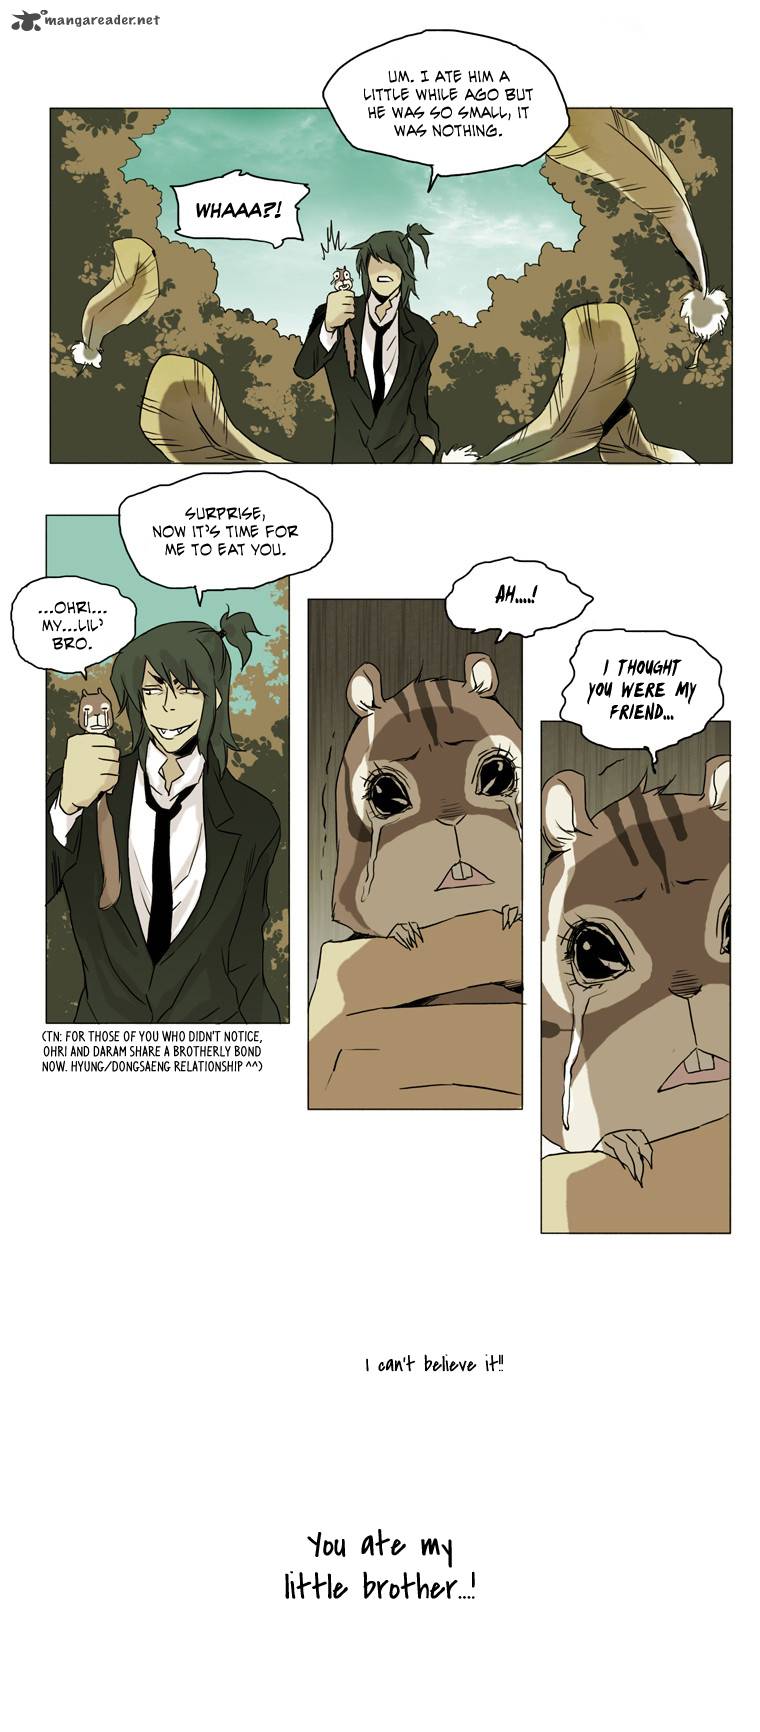 mangareader.net
UM. I ATE HIM A
LITTLE WHILE AGO BUT
HE WAS SO SMALL, IT
WAS NOTHING.
WHAAA?!
SURPRISE,
NOW IT'S TIME FOR
ME TO EAT YOU.
...OHRI...
MY...LIL'
BRO.
AH....!
I THOUGHT
YOU WERE MY
FRIEND...
(TN: FOR THOSE OF YOU WHO DIDN'T NOTICE,
OHRI AND DARAM SHARE A BROTHERLY BOND
NOW. HYUNG/DONGSAENG RELATIONSHIP ^^)
I can't believe it!!
You ate my
little brother...!